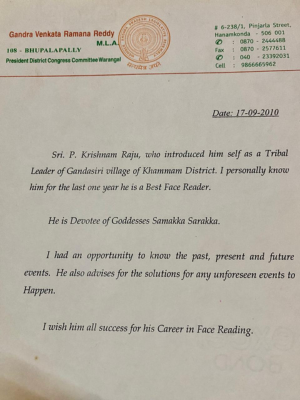 Gandra Venkata Ramana Reddy
M.L.A.
108 - BHUPALAPALLY
President District Congress Committee Warangal
# 6-238/1, Pinjarla Street,
Hanamkonda - 506 001
✆ : 0870 - 2444488
Fax : 0870 - 2577611
✆ : 040 - 23392031
Cell : 9866665962
Date: 17-09-2010
Sri. P. Krishnam Raju, who introduced him self as a Tribal
Leader of Gandasiri village of Khammam District. I personally know
him for the last one year he is a Best Face Reader.
He is Devotee of Goddesses Samakka Sarakka.
I had an opportunity to know the past, present and future
events. He also advises for the solutions for any unforeseen events to
Happen.
I wish him all success for his Career in Face Reading.